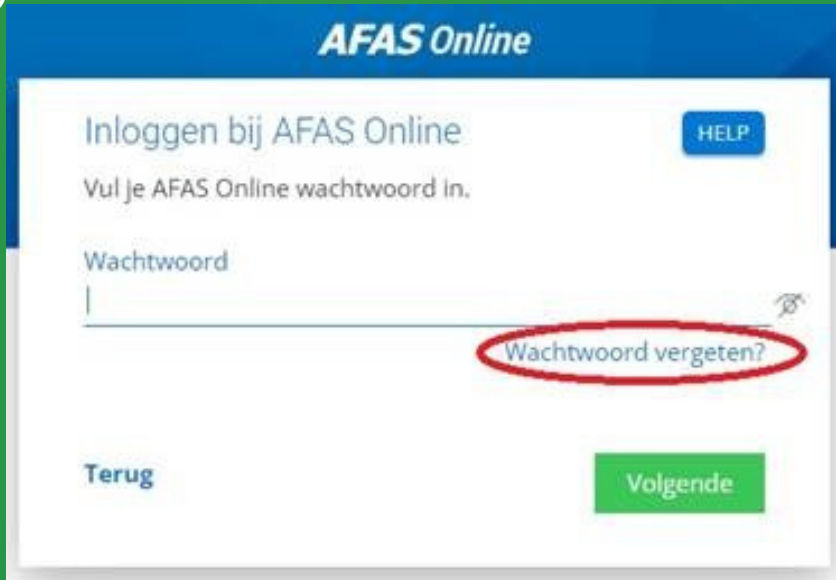 AFAS Online
Inloggen bij AFAS Online
HELP
Vul je AFAS Online wachtwoord in.
Wachtwoord
Wachtwoord vergeten?
Terug
Volgende